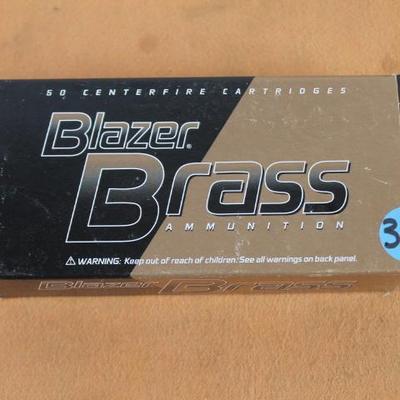 50 CENTERFIRE CARTRIDGES
Blazer®
Brass
AMMUNITION
3
⚠ WARNING: Keep out of reach of children. See all warnings on back panel.
Blazer Brass